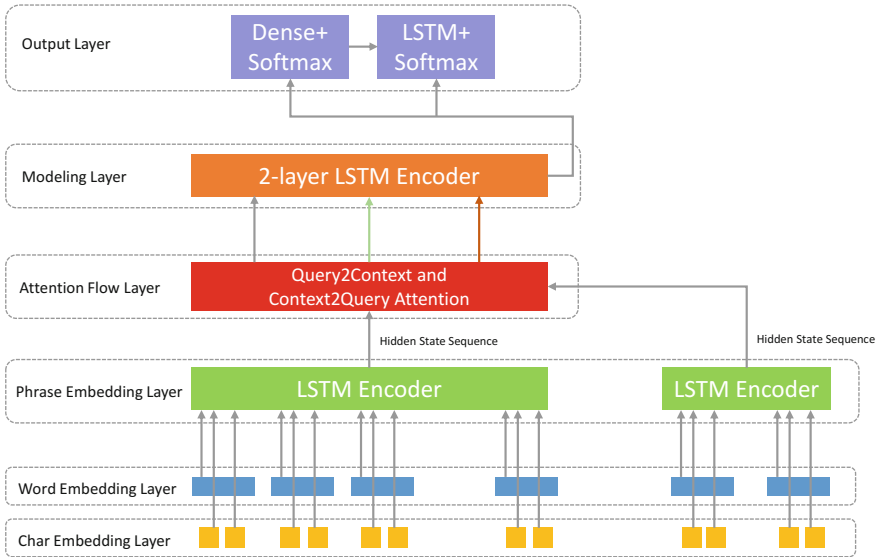 Output Layer
Dense+
Softmax
LSTM+
Softmax
Modeling Layer
2-layer LSTM Encoder
Attention Flow Layer
Query2Context and
Context2Query Attention
Hidden State Sequence
Hidden State Sequence
Phrase Embedding Layer
LSTM Encoder
LSTM Encoder
Word Embedding Layer
Char Embedding Layer